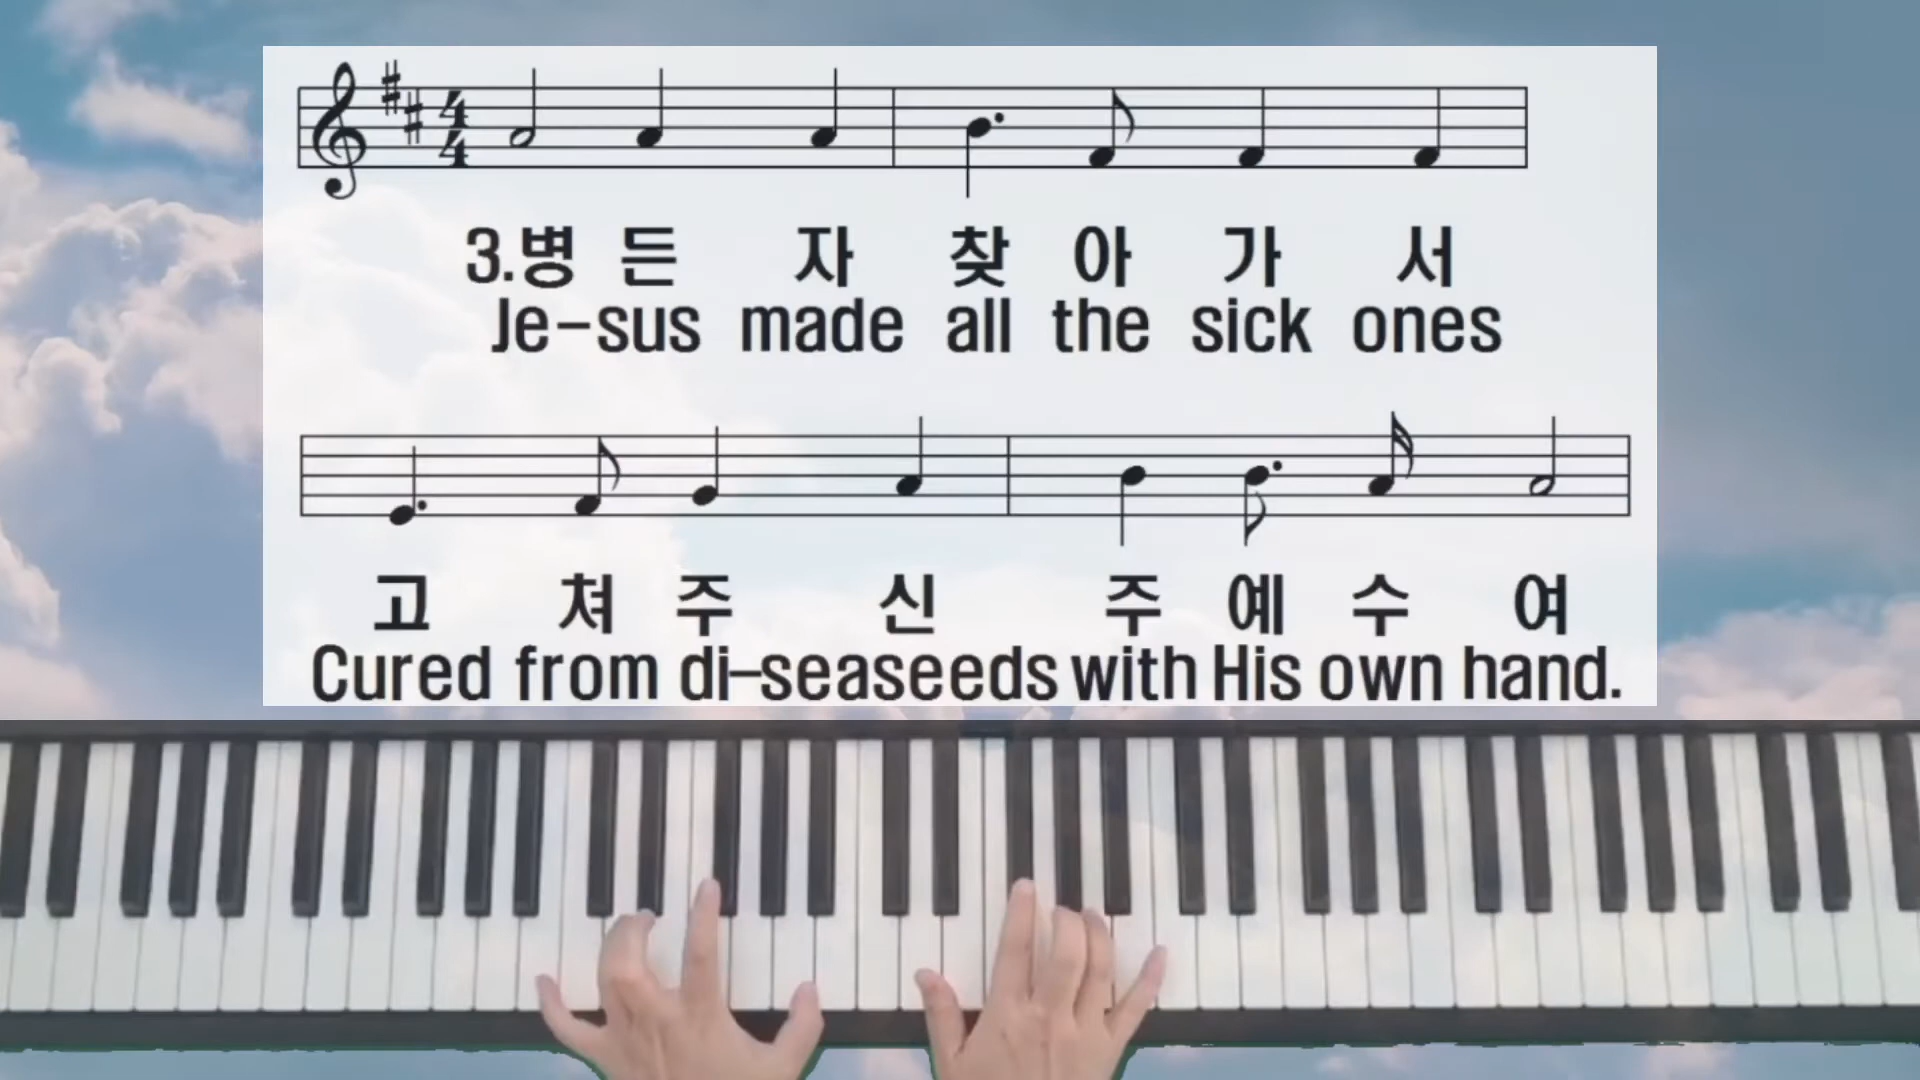 3.병 든 자 찾 아 가 서
Je-sus made all the sick ones
고 쳐 주 신 주 예 수 여
Cured from di-seaseeds with His own hand.